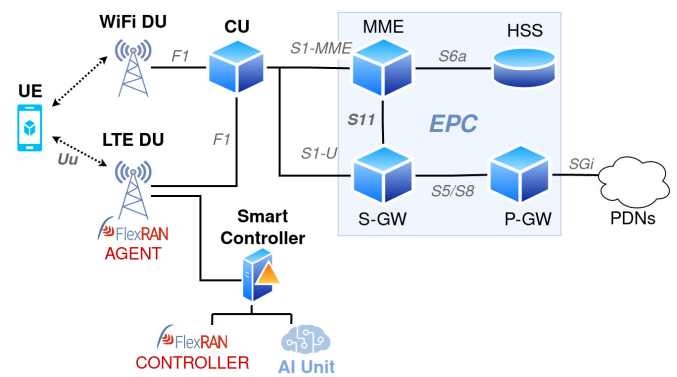 WiFi DU
CU
MME
HSS
F1
S1-MME
S6a
UE
Uu
LTE DU
F1
S11
EPC
S1-U
S5/S8
SGi
S-GW
P-GW
PDNs
FlexRAN
AGENT
Smart
Controller
FlexRAN
CONTROLLER
AI Unit